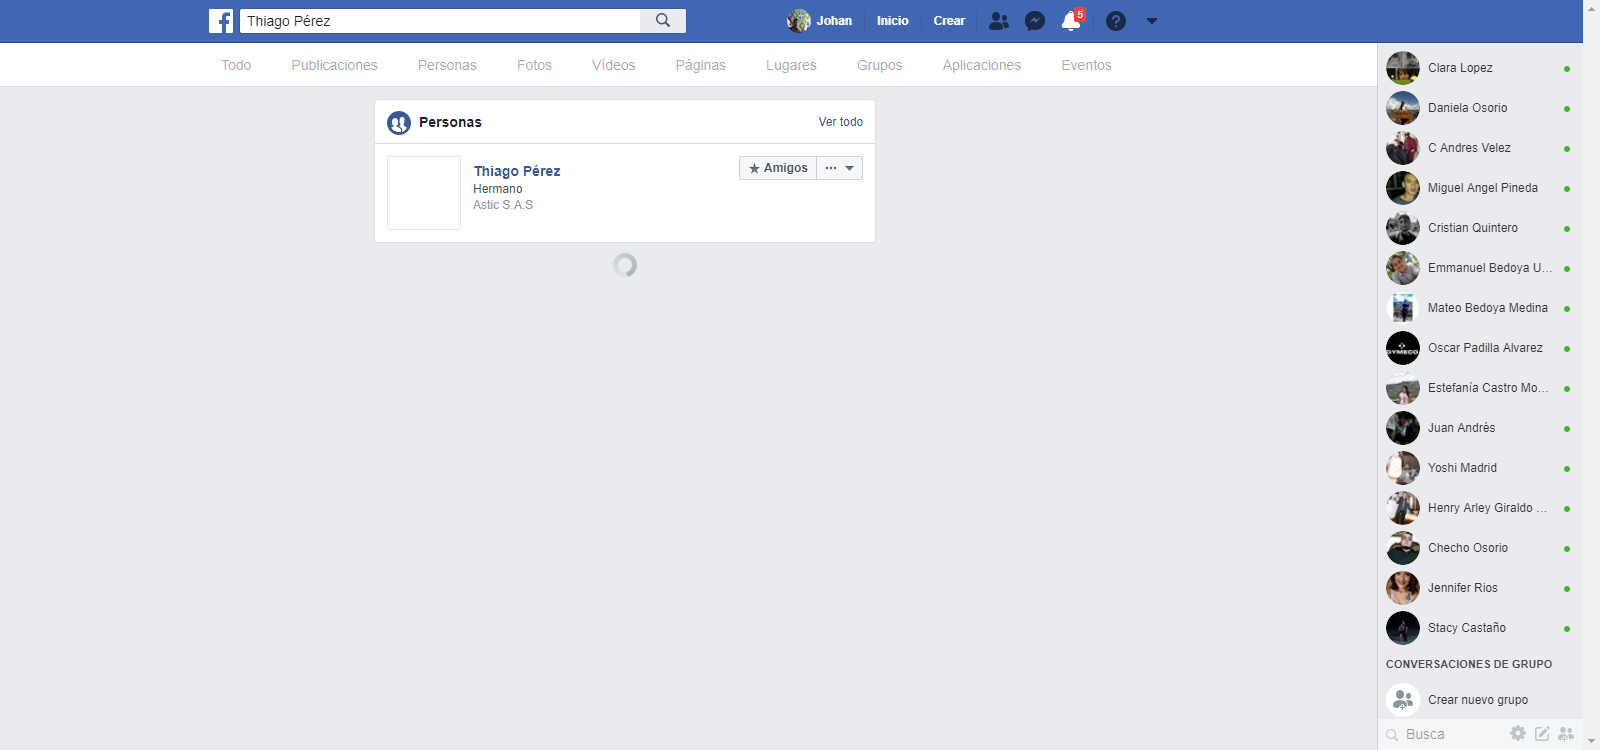 Thiago Pérez
Johan Inicio Crear 5
Todo Publicaciones Personas Fotos Vídeos Páginas Lugares Grupos Aplicaciones Eventos
Personas Ver todo
Thiago Pérez
Hermano
Astic S.A.S
Amigos
Clara Lopez
Daniela Osorio
C Andres Velez
Miguel Angel Pineda
Cristian Quintero
Emmanuel Bedoya U...
Mateo Bedoya Medina
Oscar Padilla Alvarez
DYMECO
Estefanía Castro Mo...
Juan Andrés
Yoshi Madrid
Henry Arley Giraldo ...
Checho Osorio
Jennifer Rios
Stacy Castaño
CONVERSACIONES DE GRUPO
Crear nuevo grupo
Busca